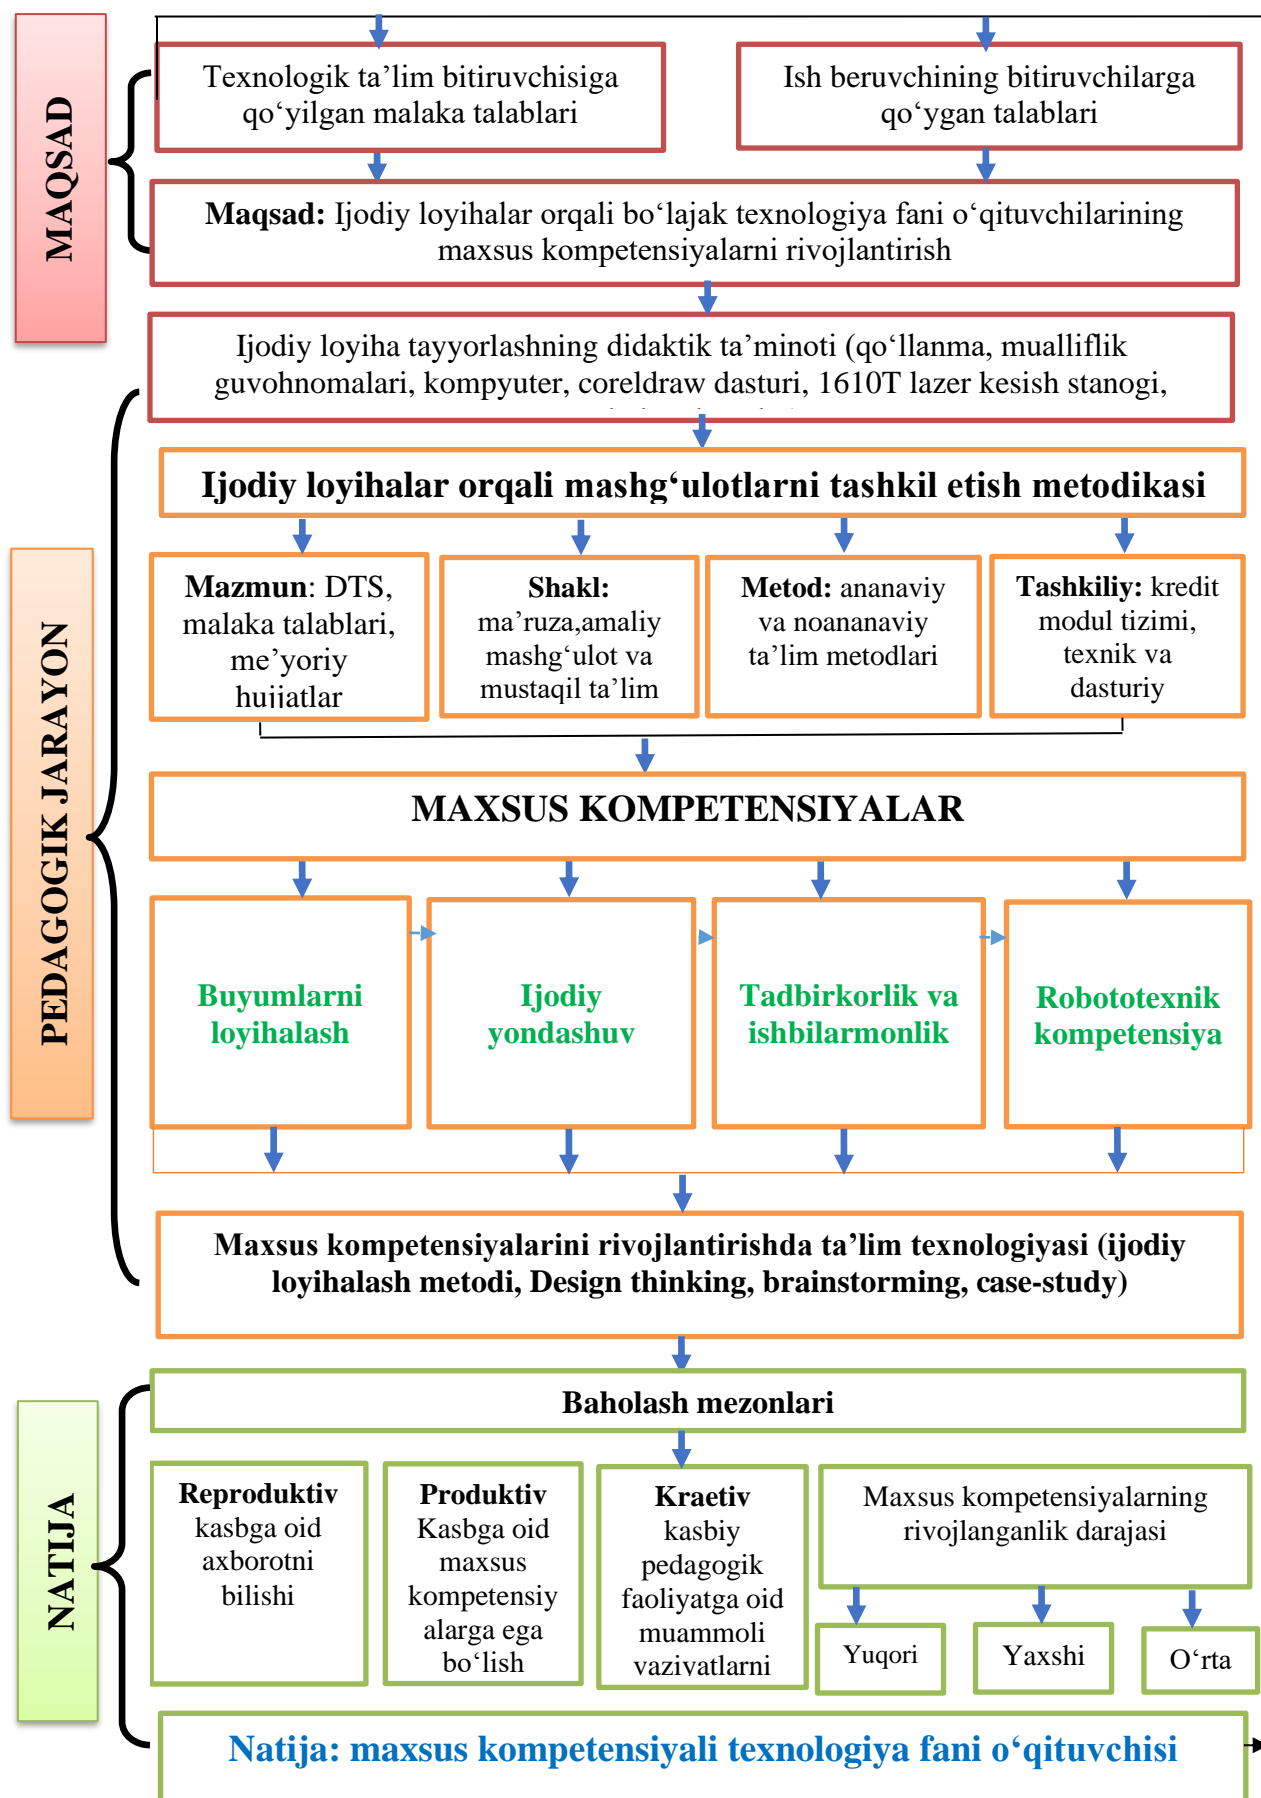 MAQSAD
Texnologik ta’lim bitiruvchisiga
qo‘yilgan malaka talablari
Ish beruvchining bitiruvchilarga
qo‘ygan talablari
Maqsad: Ijodiy loyihalar orqali bo‘lajak texnologiya fani o‘qituvchilarining
maxsus kompetensiyalarni rivojlantirish
PEDAGOGIK JARAYON
Ijodiy loyiha tayyorlashning didaktik ta’minoti (qo‘llanma, mualliflik
guvohnomalari, kompyuter, coreldraw dasturi, 1610T lazer kesish stanogi,
Ijodiy loyihalar orqali mashg‘ulotlarni tashkil etish metodikasi
Mazmun: DTS,
malaka talablari,
me’yoriy
hujjatlar
Shakl:
ma’ruza,amaliy
mashg‘ulot va
mustaqil ta’lim
Metod: ananaviy
va noananaviy
ta’lim metodlari
Tashkiliy: kredit
modul tizimi,
texnik va
dasturiy
MAXSUS KOMPETENSIYALAR
Buyumlarni
loyihalash
Ijodiy
yondashuv
Tadbirkorlik va
ishbilarmonlik
Robototexnik
kompetensiya
Maxsus kompetensiyalarini rivojlantirishda ta’lim texnologiyasi (ijodiy
loyihalash metodi, Design thinking, brainstorming, case-study)
NATIJA
Baholash mezonlari
Reproduktiv
kasbga oid
axborotni
bilishi
Produktiv
Kasbga oid
maxsus
kompetensiy
alarga ega
bo‘lish
Kraetiv
kasbiy
pedagogik
faoliyatga oid
muammoli
vaziyatlarni
Maxsus kompetensiyalarning
rivojlanganlik darajasi
Yuqori
Yaxshi
O‘rta
Natija: maxsus kompetensiyali texnologiya fani o‘qituvchisi